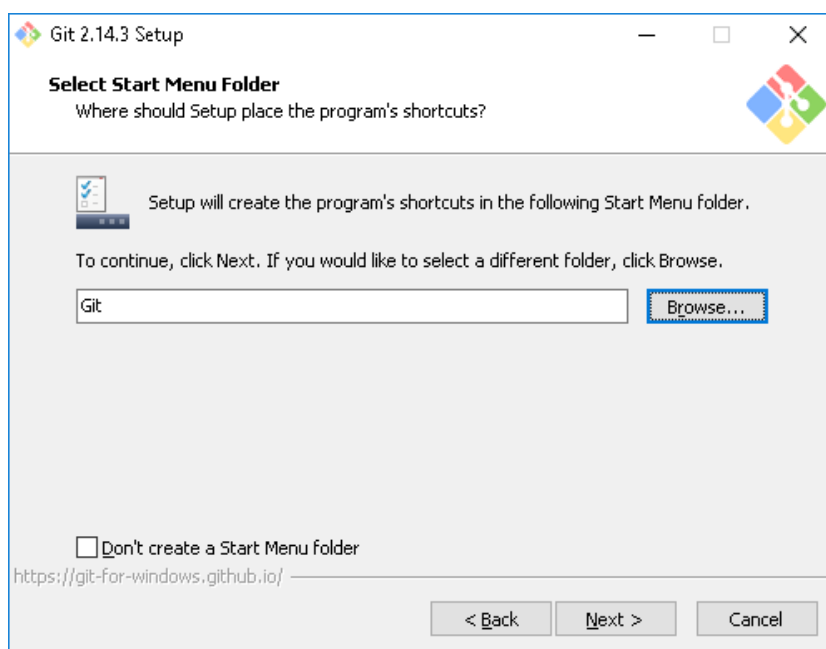 Git 2.14.3 Setup
Select Start Menu Folder
Where should Setup place the program's shortcuts?
Setup will create the program's shortcuts in the following Start Menu folder.
To continue, click Next. If you would like to select a different folder, click Browse.
Git
Browse...
Don't create a Start Menu folder
https://git-for-windows.github.io/
< Back
Next >
Cancel